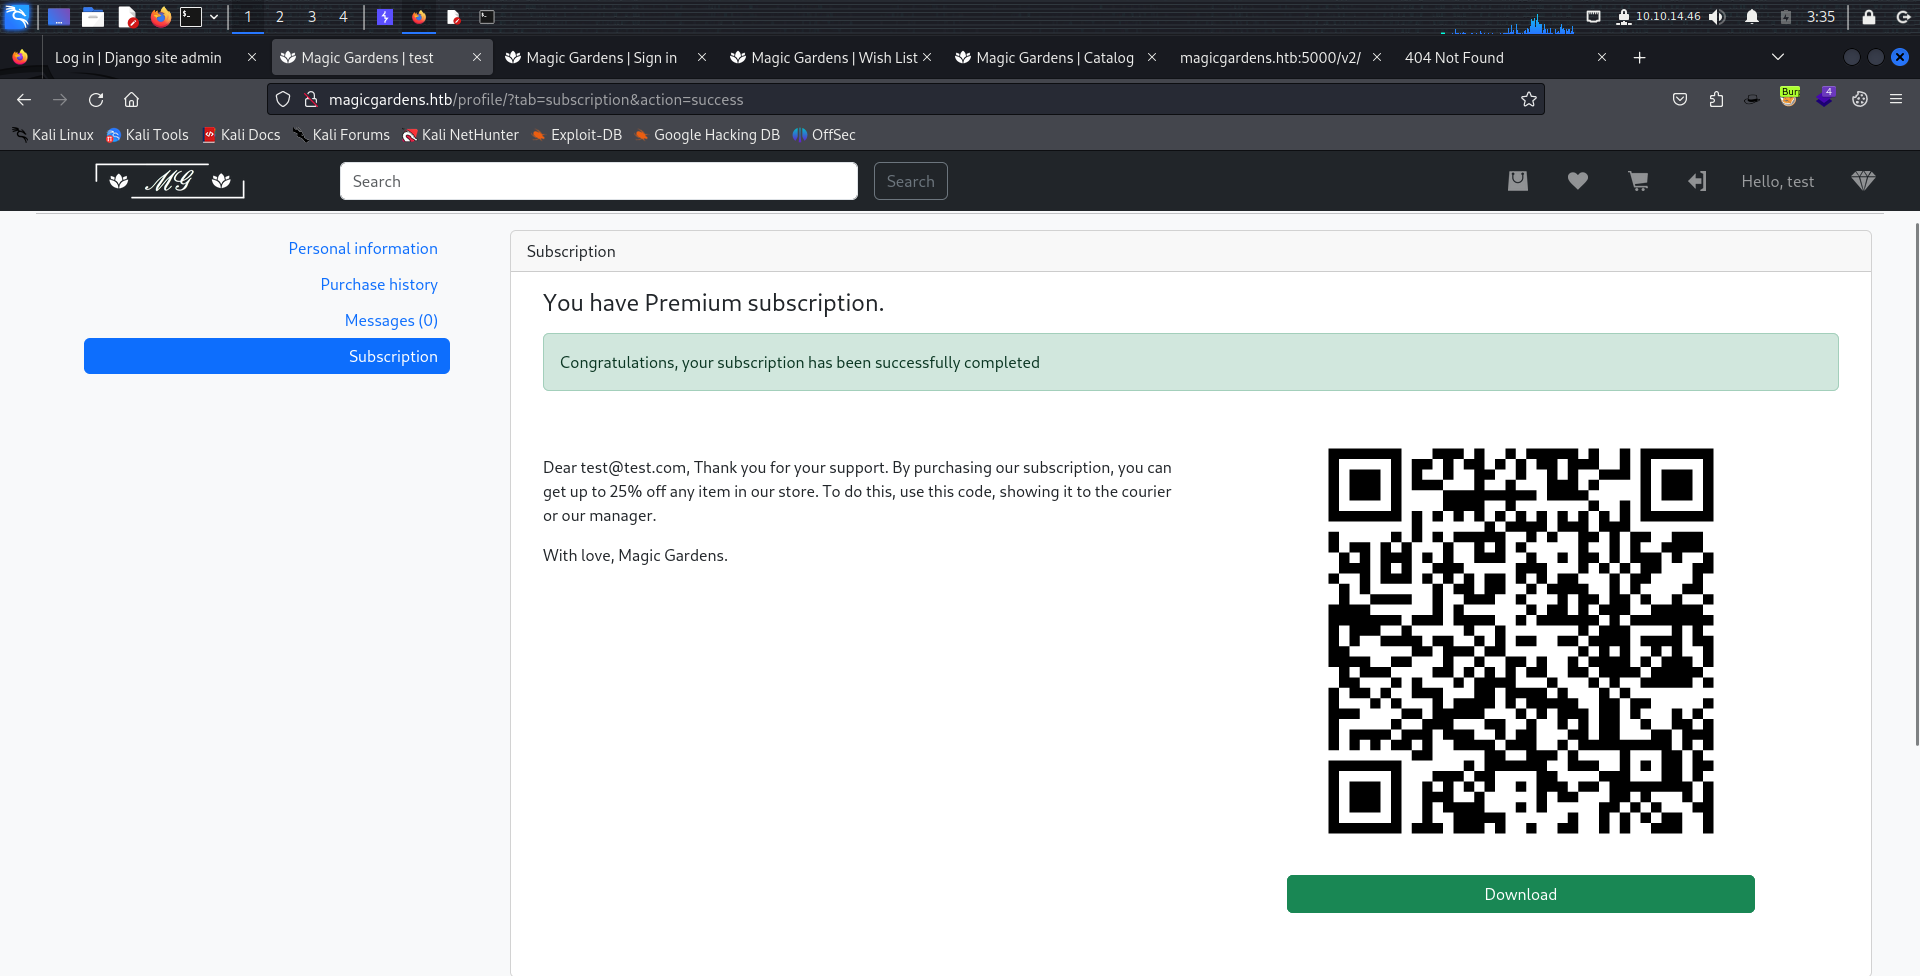 1 2 3 4
10.10.14.46
3:35
Log in | Django site admin
Magic Gardens | test
Magic Gardens | Sign in
Magic Gardens | Wish List
Magic Gardens | Catalog
magicgardens.htb:5000/v2/
404 Not Found
magicgardens.htb/profile/?tab=subscription&action=success
Bur
4
Kali Linux
Kali Tools
Kali Docs
Kali Forums
Kali NetHunter
Exploit-DB
Google Hacking DB
OffSec
MG
Search
Search
Hello, test
Personal information
Purchase history
Messages (0)
Subscription
Subscription
You have Premium subscription.
Congratulations, your subscription has been successfully completed
Dear test@test.com, Thank you for your support. By purchasing our subscription, you can
get up to 25% off any item in our store. To do this, use this code, showing it to the courier
or our manager.
With love, Magic Gardens.
Download